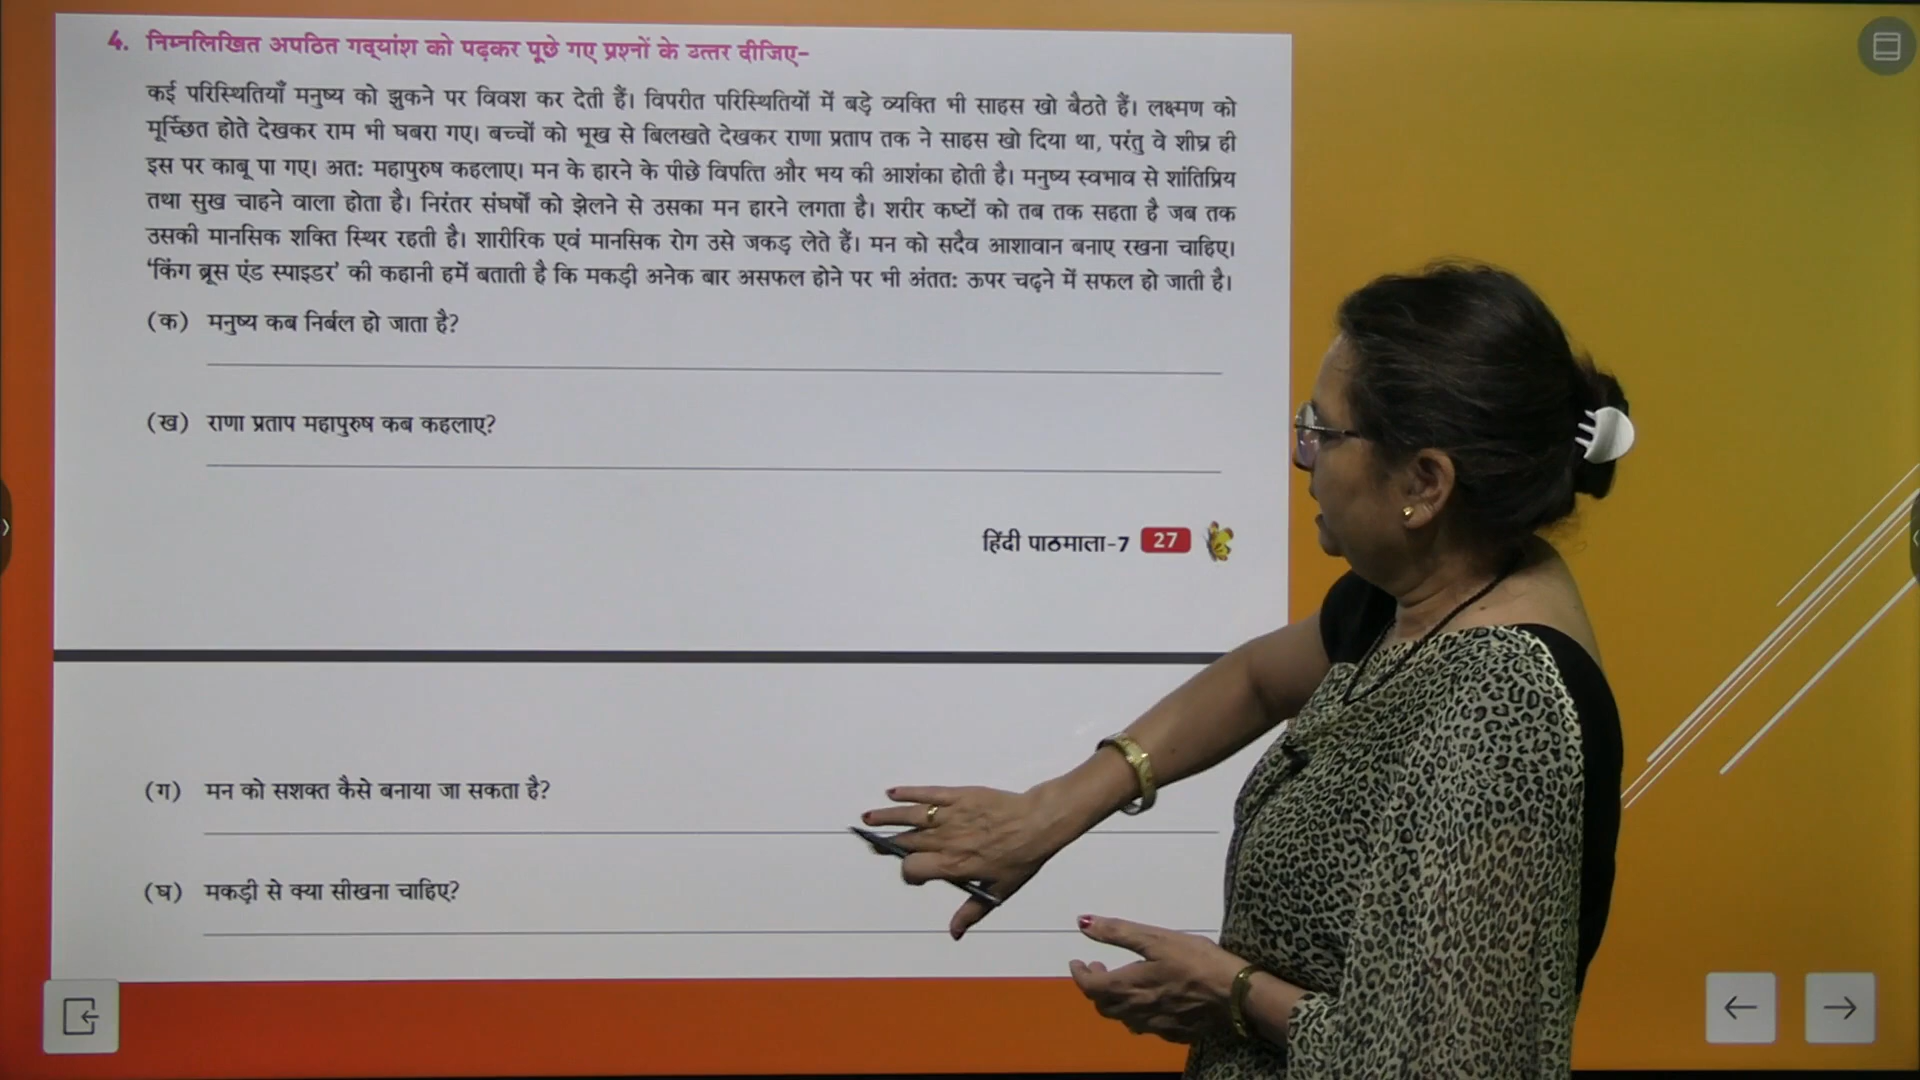 4. निम्नलिखित अपठित गद्यांश को पढ़कर पूछे गए प्रश्नों के उत्तर दीजिए-
कई परिस्थितियाँ मनुष्य को झुकने पर विवश कर देती हैं। विपरीत परिस्थितियों में बड़े व्यक्ति भी साहस खो बैठते हैं। लक्ष्मण को
मूर्च्छित होते देखकर राम भी घबरा गए। बच्चों को भूख से बिलखते देखकर राणा प्रताप तक ने साहस खो दिया था, परंतु वे शीघ्र ही
इस पर काबू पा गए। अतः महापुरुष कहलाए। मन के हारने के पीछे विपत्ति और भय की आशंका होती है। मनुष्य स्वभाव से शांतिप्रिय
तथा सुख चाहने वाला होता है। निरंतर संघर्षों को झेलने से उसका मन हारने लगता है। शरीर कष्टों को तब तक सहता है जब तक
उसकी मानसिक शक्ति स्थिर रहती है। शारीरिक एवं मानसिक रोग उसे जकड़ लेते हैं। मन को सदैव आशावान बनाए रखना चाहिए।
‘किंग ब्रूस एंड स्पाइडर’ की कहानी हमें बताती है कि मकड़ी अनेक बार असफल होने पर भी अंततः ऊपर चढ़ने में सफल हो जाती है।
(क) मनुष्य कब निर्बल हो जाता है?
(ख) राणा प्रताप महापुरुष कब कहलाए?
हिंदी पाठमाला-7 27
(ग) मन को सशक्त कैसे बनाया जा सकता है?
(घ) मकड़ी से क्या सीखना चाहिए?